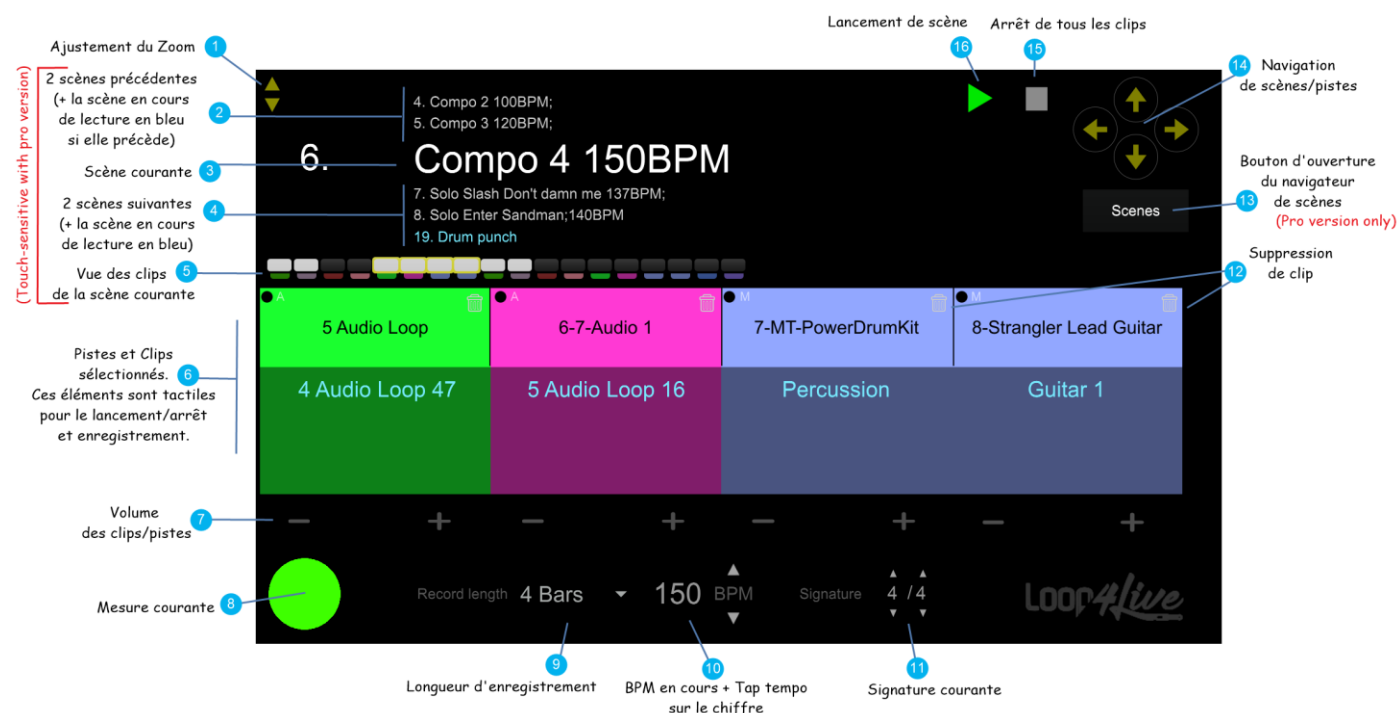 Lancement de scène
Arrêt de tous les clips
16
15
Ajustement du Zoom
1
(Touch-sensitive with pro version)
2 scènes précédentes
(+ la scène en cours
de lecture en bleu
si elle précède)
2
Scène courante
3
2 scènes suivantes
(+ la scène en cours
de lecture en bleu)
4
Vue des clips
de la scène courante
5
4. Compo 2 100BPM;
5. Compo 3 120BPM;
6. Compo 4 150BPM
7. Solo Slash Don't damn me 137BPM;
8. Solo Enter Sandman;140BPM
19. Drum punch
14
Navigation
de scènes/pistes
Bouton d'ouverture
du navigateur
de scènes
(Pro version only)
13
Scenes
Suppression
de clip
12
A
5 Audio Loop
A
6-7-Audio 1
M
7-MT-PowerDrumKit
M
8-Strangler Lead Guitar
4 Audio Loop 47
5 Audio Loop 16
Percussion
Guitar 1
Pistes et Clips
sélectionnés.
Ces éléments sont tactiles
pour le lancement/arrêt
et enregistrement.
6
Volume
des clips/pistes
7
− + − + − + − +
Mesure courante
8
Record length 4 Bars
150 BPM
Signature 4 / 4
Loop4Live
9
Longueur d'enregistrement
10
BPM en cours + Tap tempo
sur le chiffre
11
Signature courante